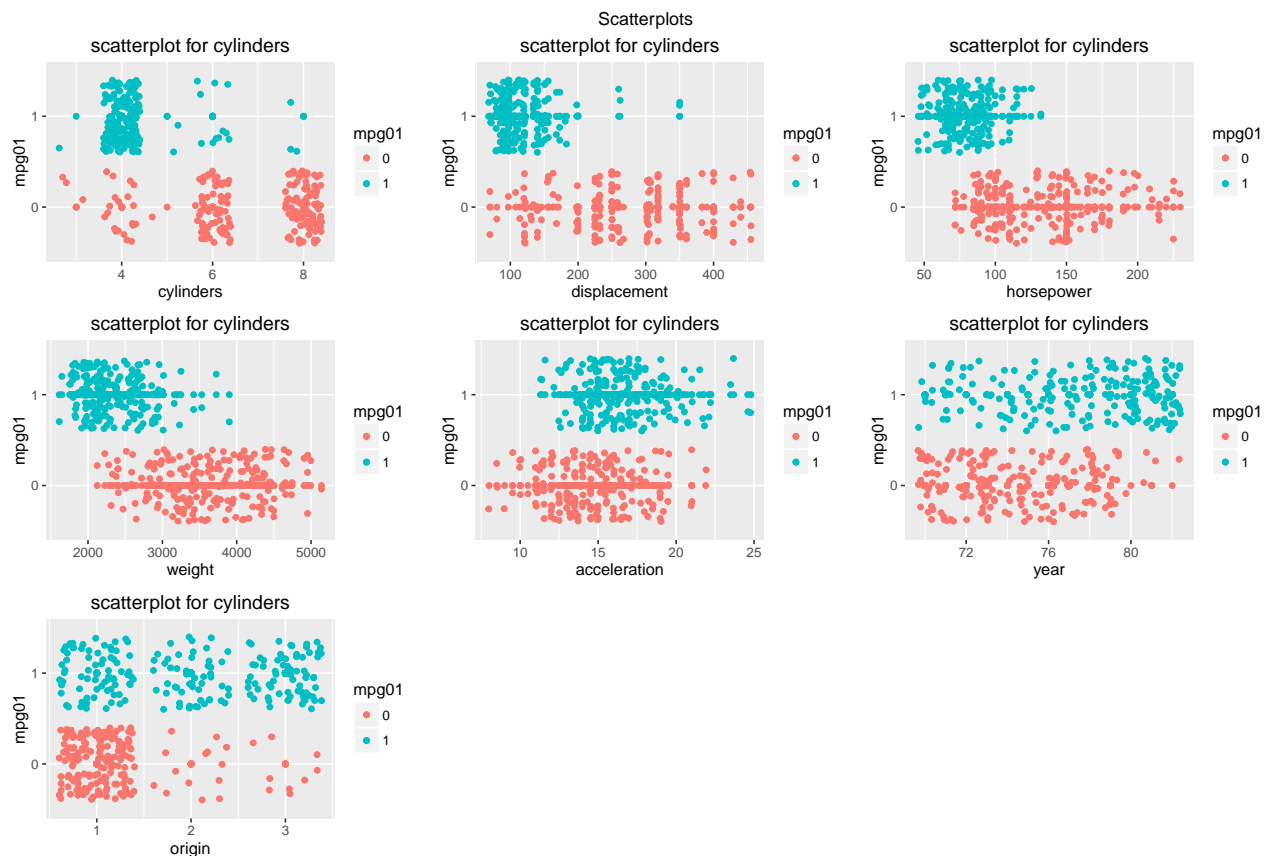 Scatterplots
scatterplot for cylinders
mpg01
1
0
4 6 8
cylinders
mpg01
0
1
scatterplot for cylinders
mpg01
1
0
100 200 300 400
displacement
mpg01
0
1
scatterplot for cylinders
mpg01
1
0
50 100 150 200
horsepower
mpg01
0
1
scatterplot for cylinders
mpg01
1
0
2000 3000 4000 5000
weight
mpg01
0
1
scatterplot for cylinders
mpg01
1
0
10 15 20 25
acceleration
mpg01
0
1
scatterplot for cylinders
mpg01
1
0
72 76 80
year
mpg01
0
1
scatterplot for cylinders
mpg01
1
0
1 2 3
origin
mpg01
0
1